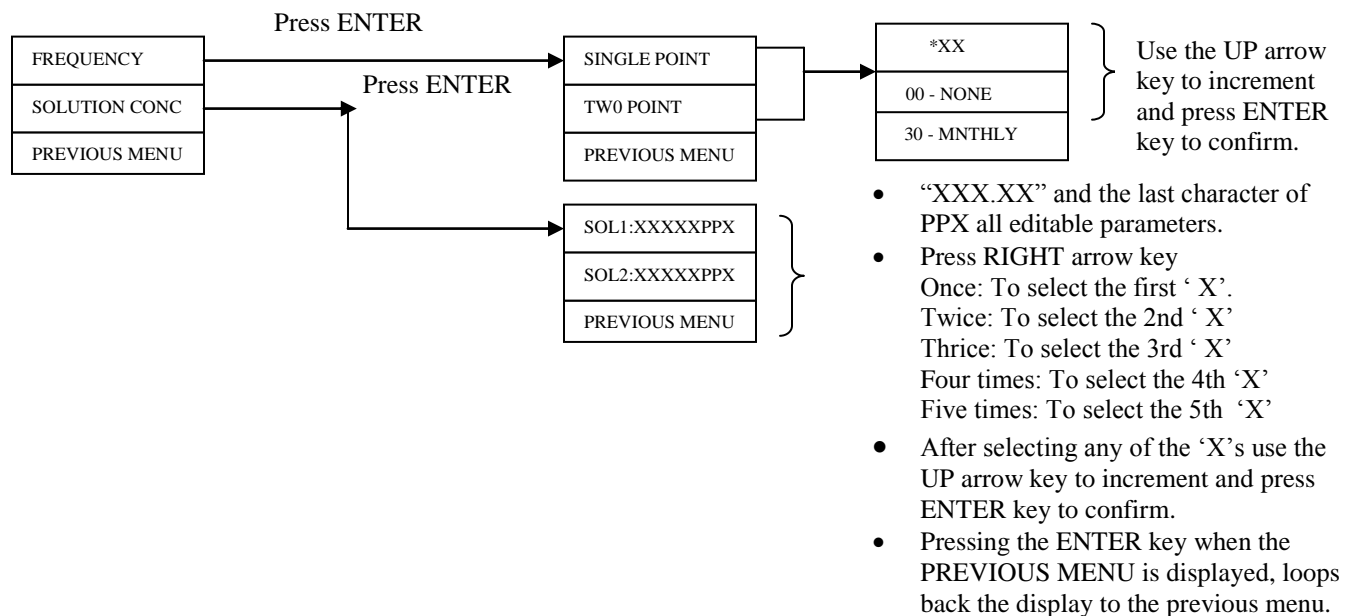 Press ENTER
FREQUENCY
SOLUTION CONC
PREVIOUS MENU
Press ENTER
SINGLE POINT
TW0 POINT
PREVIOUS MENU
*XX
00 - NONE
30 - MNTHLY
Use the UP arrow
key to increment
and press ENTER
key to confirm.
SOL1:XXXXXPPX
SOL2:XXXXXPPX
PREVIOUS MENU
• “XXX.XX” and the last character of
PPX all editable parameters.
• Press RIGHT arrow key
Once: To select the first ‘ X’.
Twice: To select the 2nd ‘ X’
Thrice: To select the 3rd ‘ X’
Four times: To select the 4th ‘X’
Five times: To select the 5th ‘X’
• After selecting any of the ‘X’s use the
UP arrow key to increment and press
ENTER key to confirm.
• Pressing the ENTER key when the
PREVIOUS MENU is displayed, loops
back the display to the previous menu.